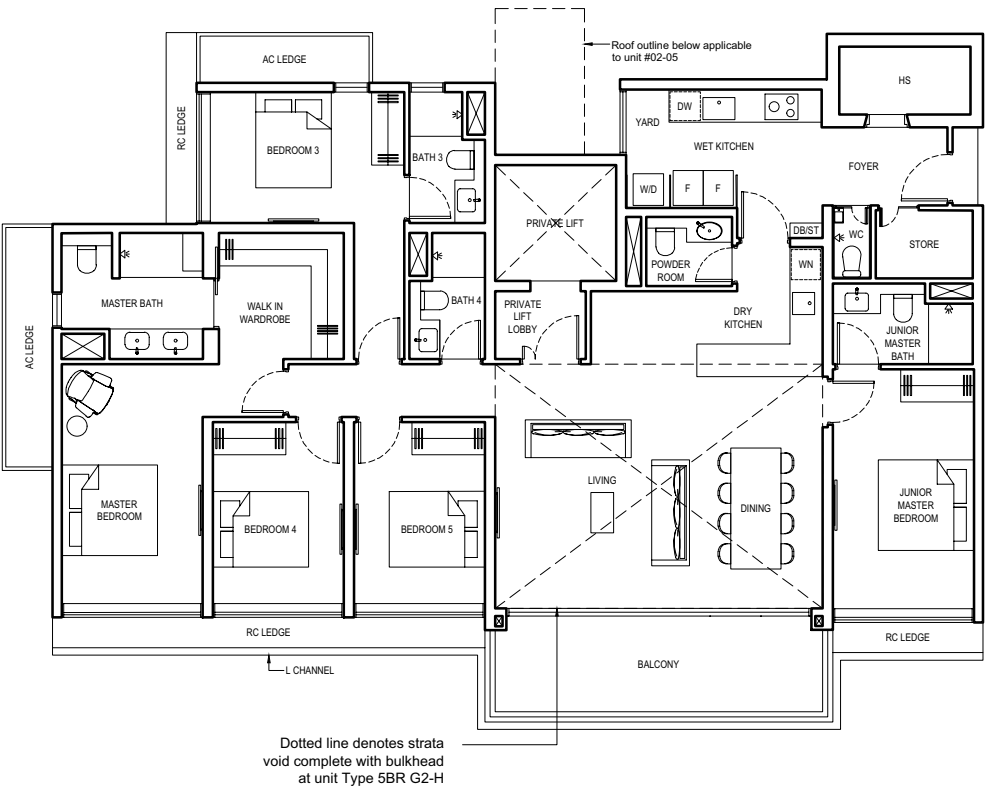 Roof outline below applicable
to unit #02-05
AC LEDGE
HS
RC LEDGE
DW
YARD
BEDROOM 3
BATH 3
WET KITCHEN
FOYER
W/D
F
F
PRIVATE LIFT
DB/ST
WC
STORE
POWDER
ROOM
WN
MASTER BATH
WALK IN
WARDROBE
BATH 4
PRIVATE
LIFT
LOBBY
DRY
KITCHEN
JUNIOR
MASTER
BATH
AC LEDGE
LIVING
MASTER
BEDROOM
BEDROOM 4
BEDROOM 5
DINING
JUNIOR
MASTER
BEDROOM
RC LEDGE
RC LEDGE
L CHANNEL
BALCONY
Dotted line denotes strata
void complete with bulkhead
at unit Type 5BR G2-H